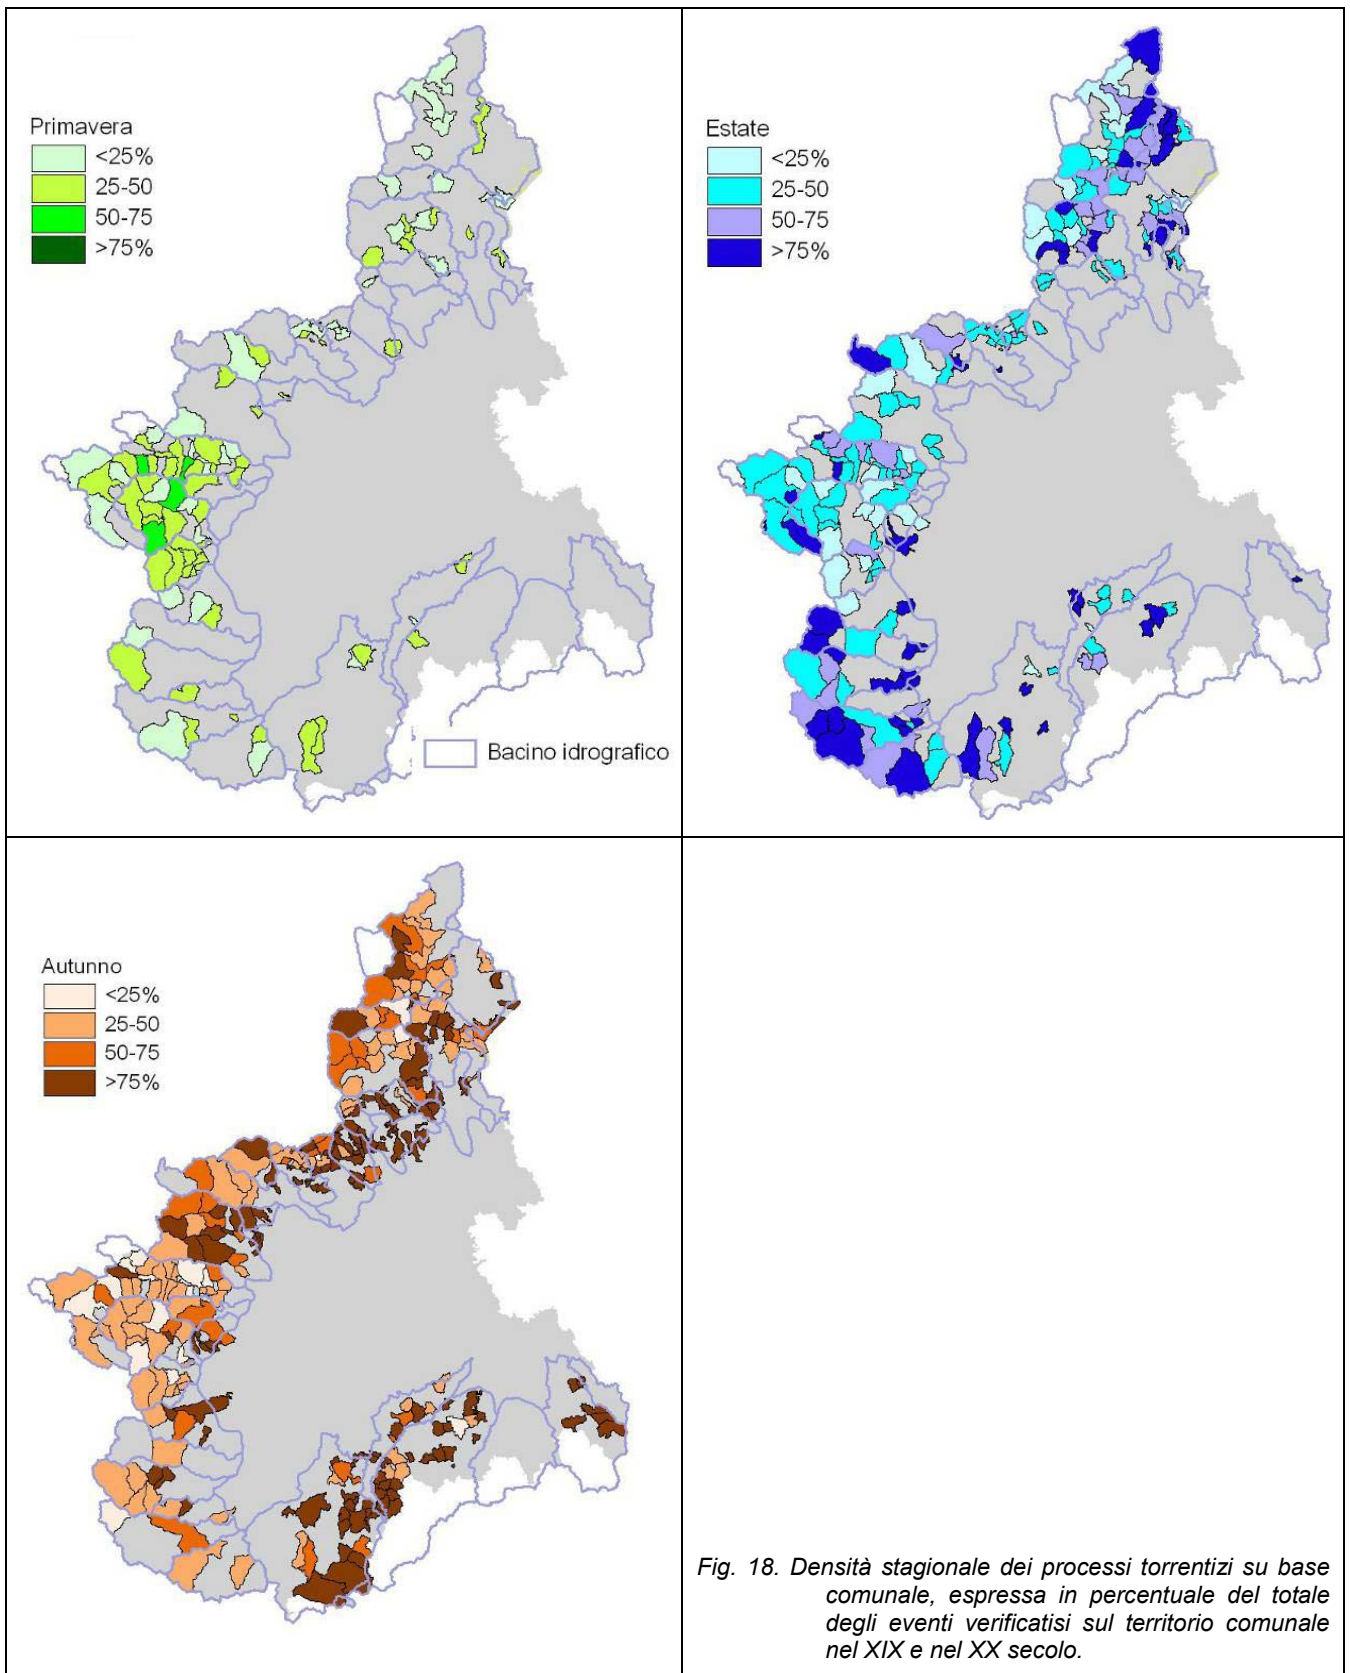 Primavera
<25%
25-50
50-75
>75%
Bacino idrografico
Estate
<25%
25-50
50-75
>75%
Autunno
<25%
25-50
50-75
>75%
Fig. 18. Densità stagionale dei processi torrentizi su base
comunale, espressa in percentuale del totale
degli eventi verificatisi sul territorio comunale
nel XIX e nel XX secolo.